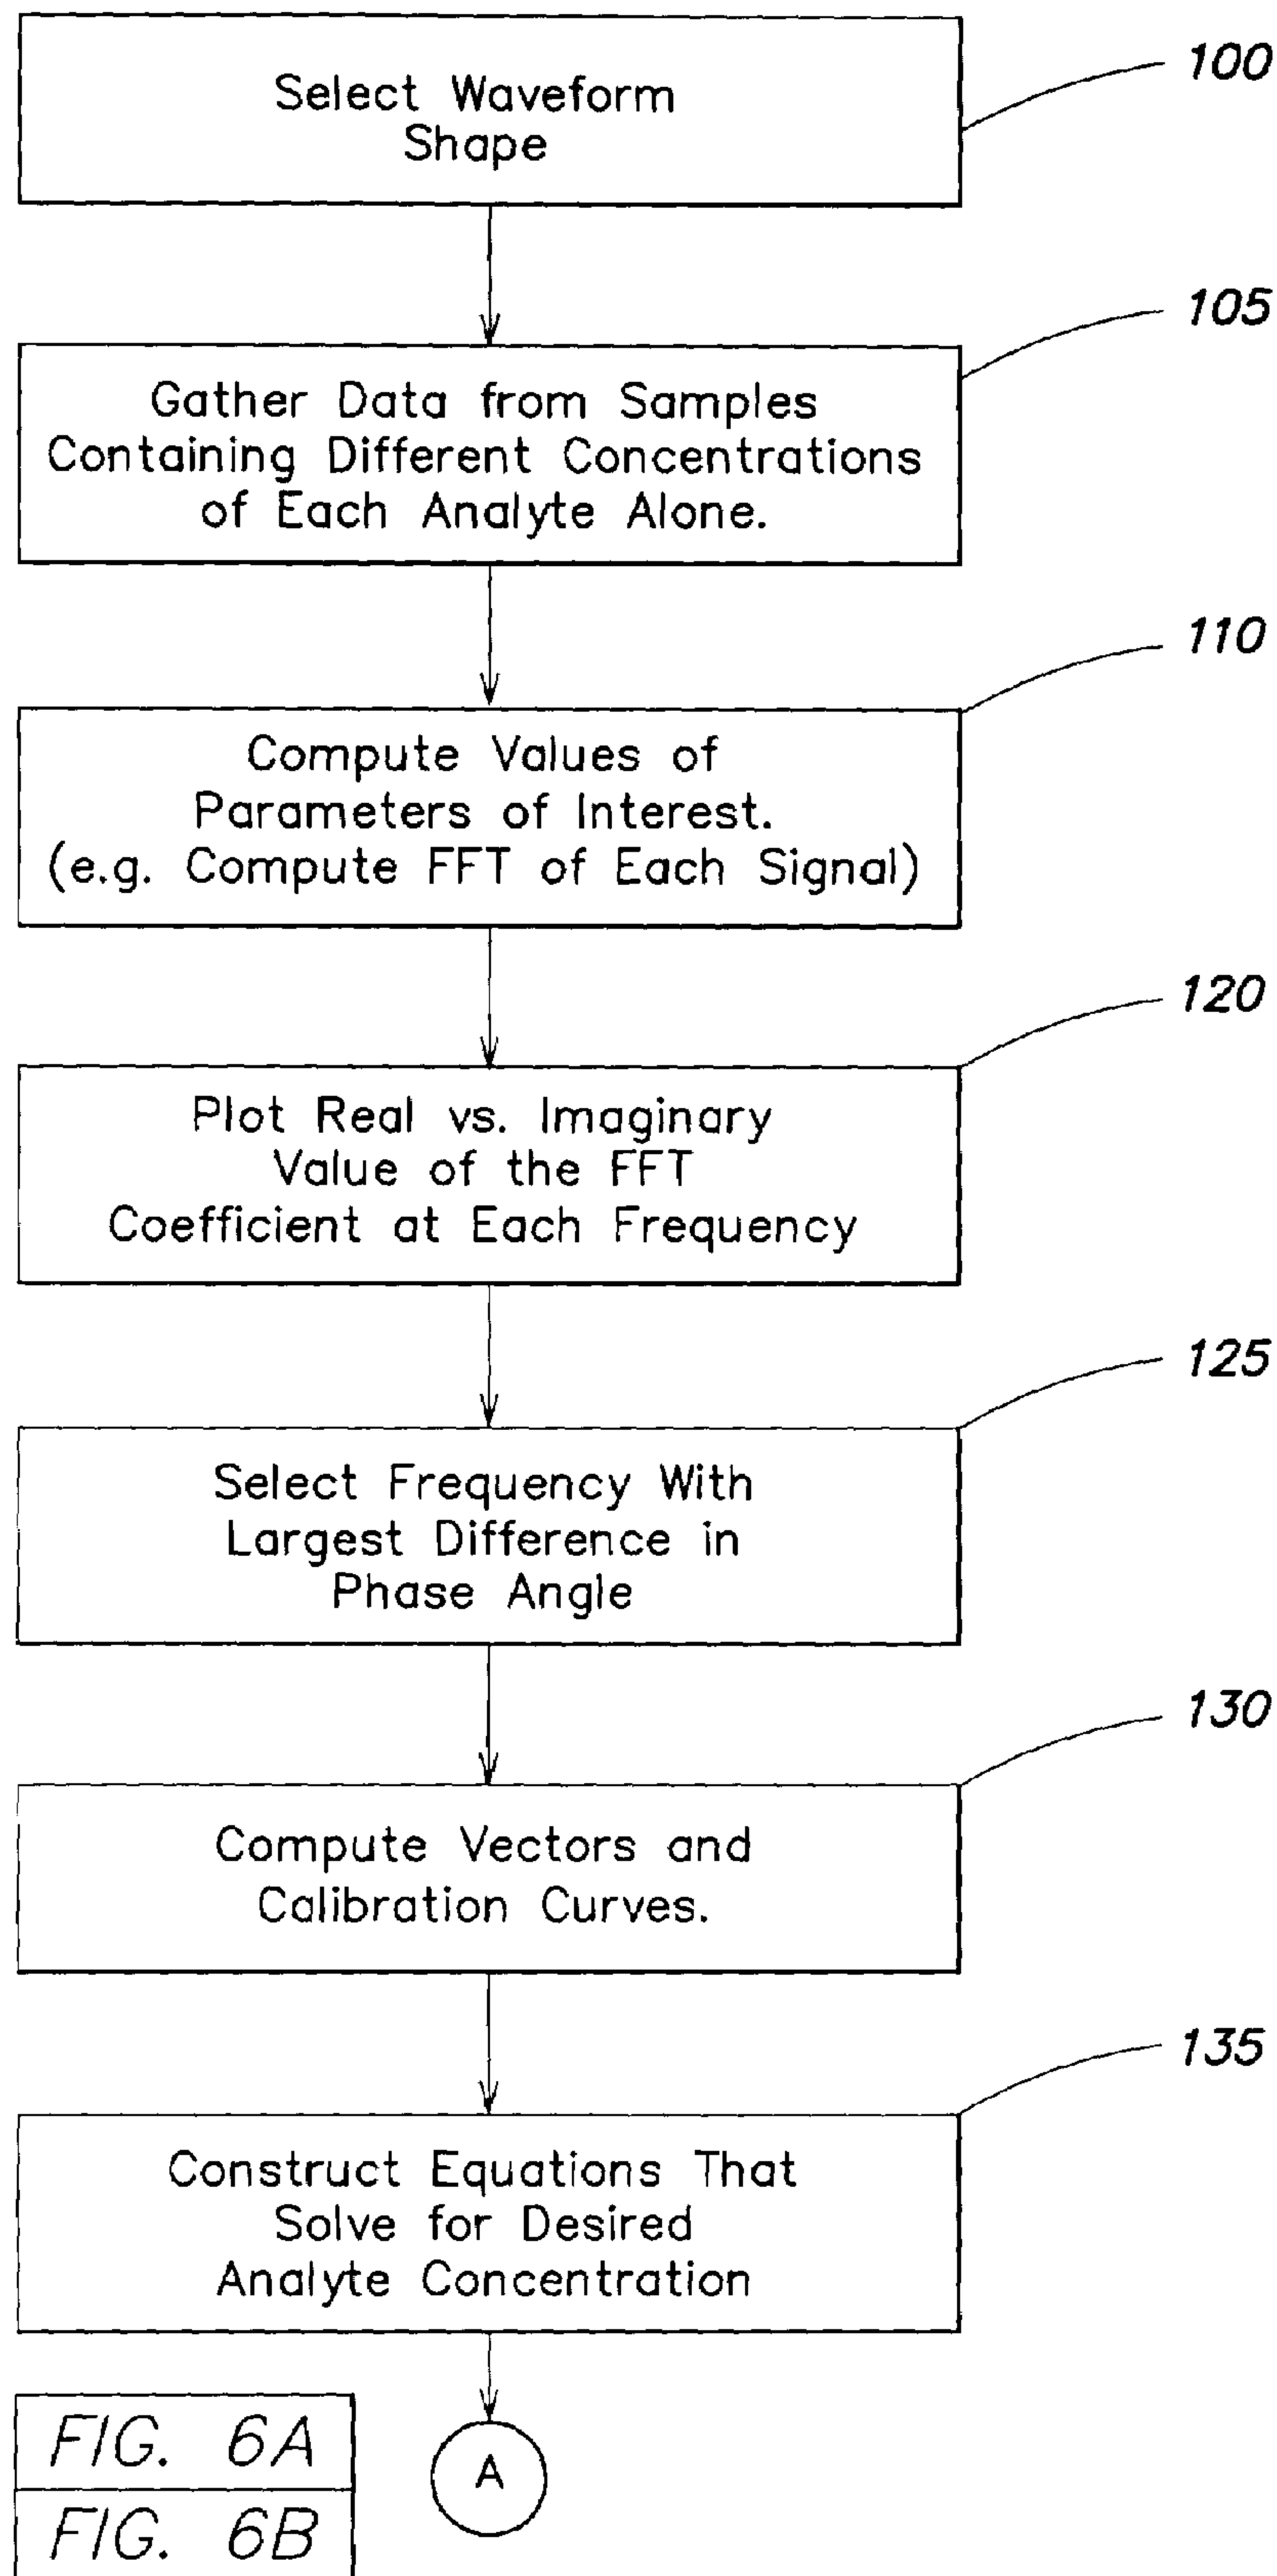 Select Waveform
Shape
100
Gather Data from Samples
Containing Different Concentrations
of Each Analyte Alone.
105
Compute Values of
Parameters of Interest.
(e.g. Compute FFT of Each Signal)
110
Plot Real vs. Imaginary
Value of the FFT
Coefficient at Each Frequency
120
Select Frequency With
Largest Difference in
Phase Angle
125
Compute Vectors and
Calibration Curves.
130
Construct Equations That
Solve for Desired
Analyte Concentration
135
FIG. 6A
FIG. 6B
A